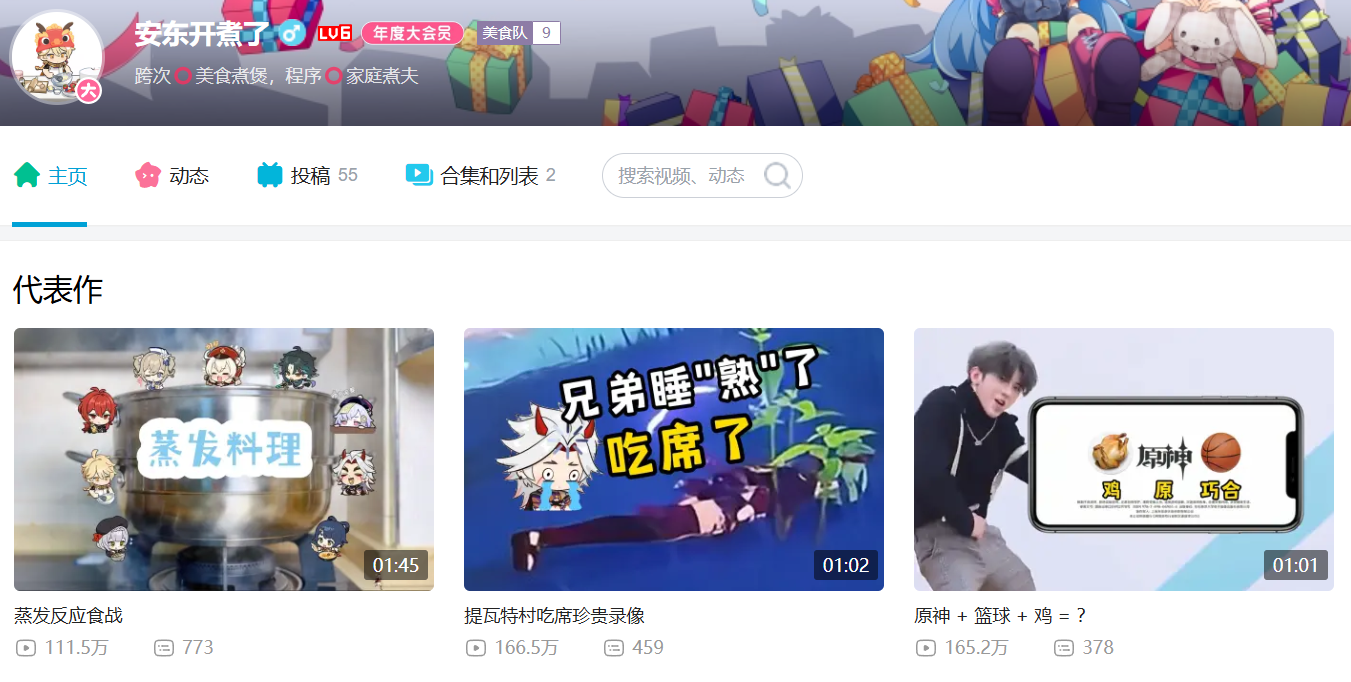 安东开煮了 LV6 年度大会员 美食队 9
大
跨次⭕美食煮煲，程序⭕家庭煮夫
主页 动态 投稿 55 合集和列表 2 搜索视频、动态
代表作
蒸发料理
01:45
兄弟睡"熟"了
吃席了
01:02
原神
鸡 原 巧合
01:01
蒸发反应食战 提瓦特村吃席珍贵录像 原神 + 篮球 + 鸡 = ？
111.5万 773 166.5万 459 165.2万 378